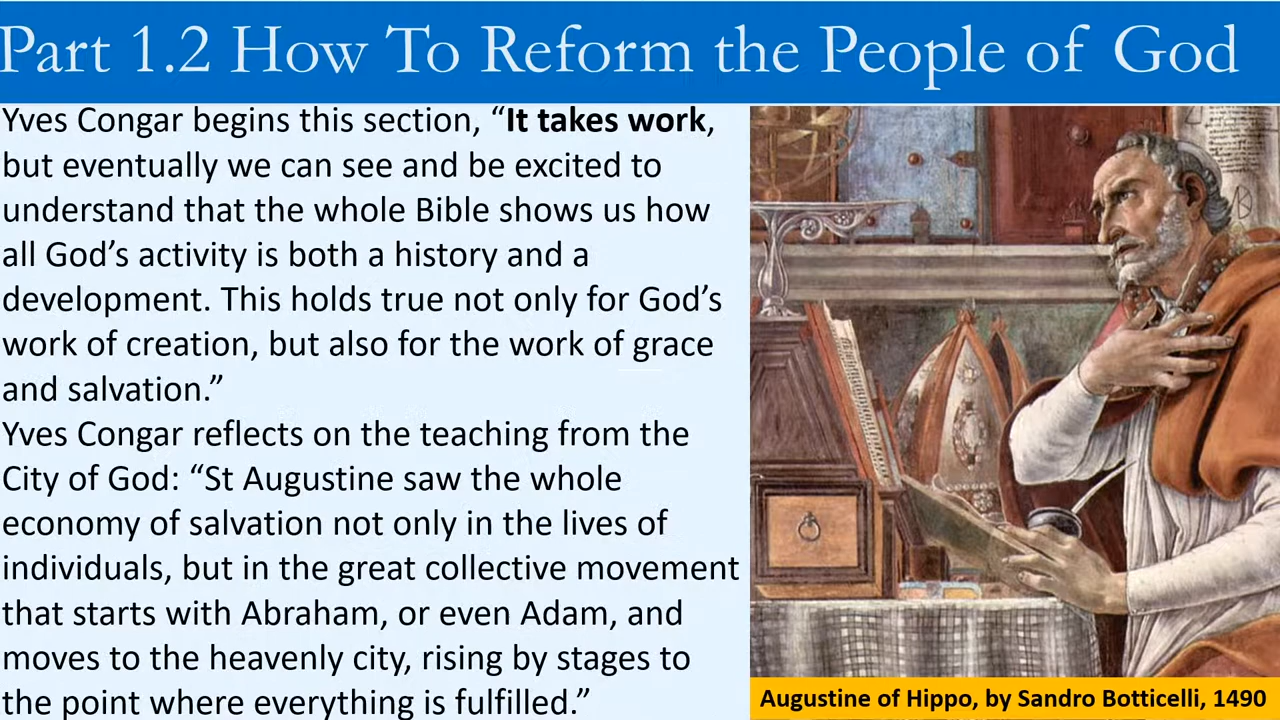 Part 1.2 How To Reform the People of God
Yves Congar begins this section, “It takes work,
but eventually we can see and be excited to
understand that the whole Bible shows us how
all God’s activity is both a history and a
development. This holds true not only for God’s
work of creation, but also for the work of grace
and salvation.”
Yves Congar reflects on the teaching from the
City of God: “St Augustine saw the whole
economy of salvation not only in the lives of
individuals, but in the great collective movement
that starts with Abraham, or even Adam, and
moves to the heavenly city, rising by stages to
the point where everything is fulfilled.”
Augustine of Hippo, by Sandro Botticelli, 1490